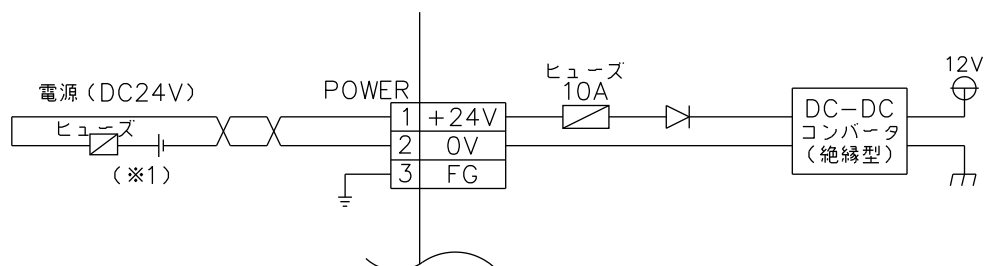 電源(DC24V)
ヒューズ
(※1)
POWER
1 +24V
2 0V
3 FG
ヒューズ
10A
DC-DC
コンバータ
(絶縁型)
12V